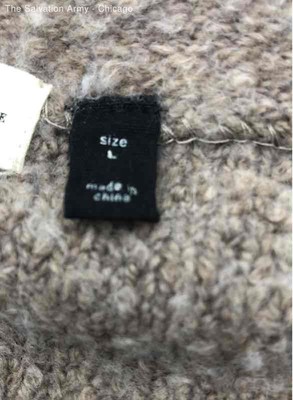 The Salvation Army - Chicago
E
size
L
made in
china